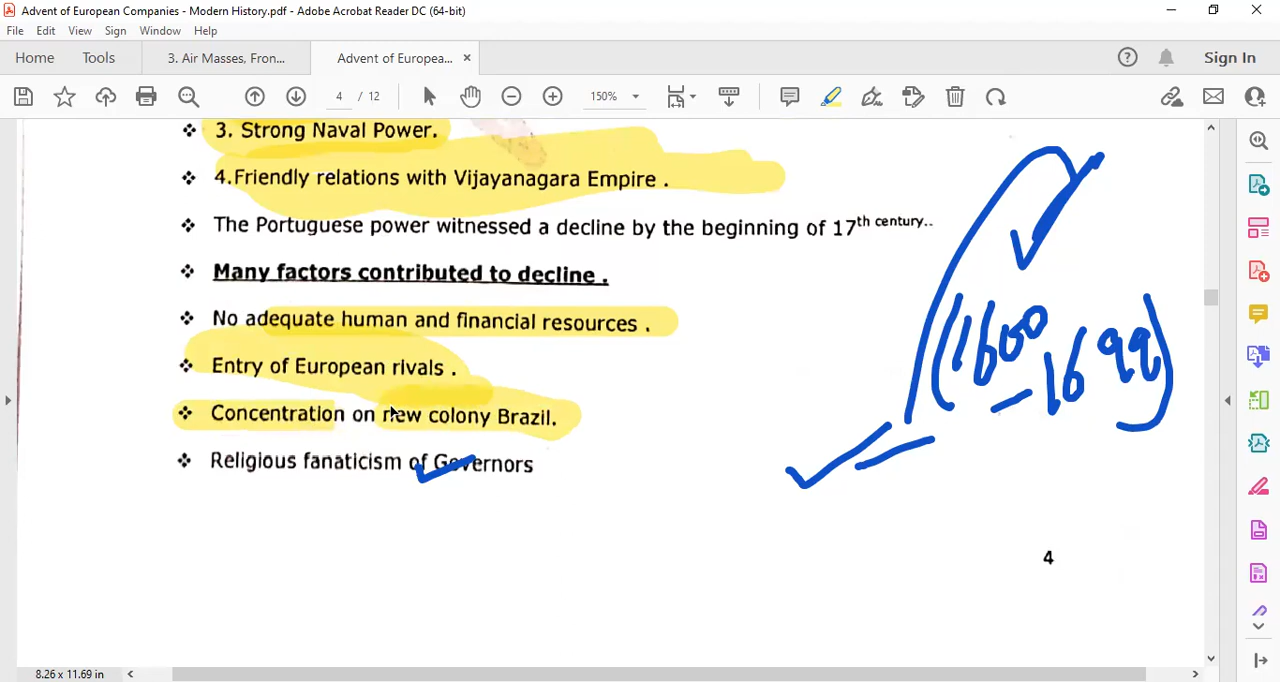 Advent of European Companies - Modern History.pdf - Adobe Acrobat Reader DC (64-bit)
File Edit View Sign Window Help
Home Tools 3. Air Masses, Fron... Advent of Europea... ×
4 / 12 150% Sign In
❖ 3. Strong Naval Power.
❖ 4.Friendly relations with Vijayanagara Empire .
❖ The Portuguese power witnessed a decline by the beginning of 17th century..
❖ Many factors contributed to decline .
❖ No adequate human and financial resources .
❖ Entry of European rivals .
❖ Concentration on new colony Brazil.
❖ Religious fanaticism of Governors
(1600 - 1699)
4
8.26 x 11.69 in